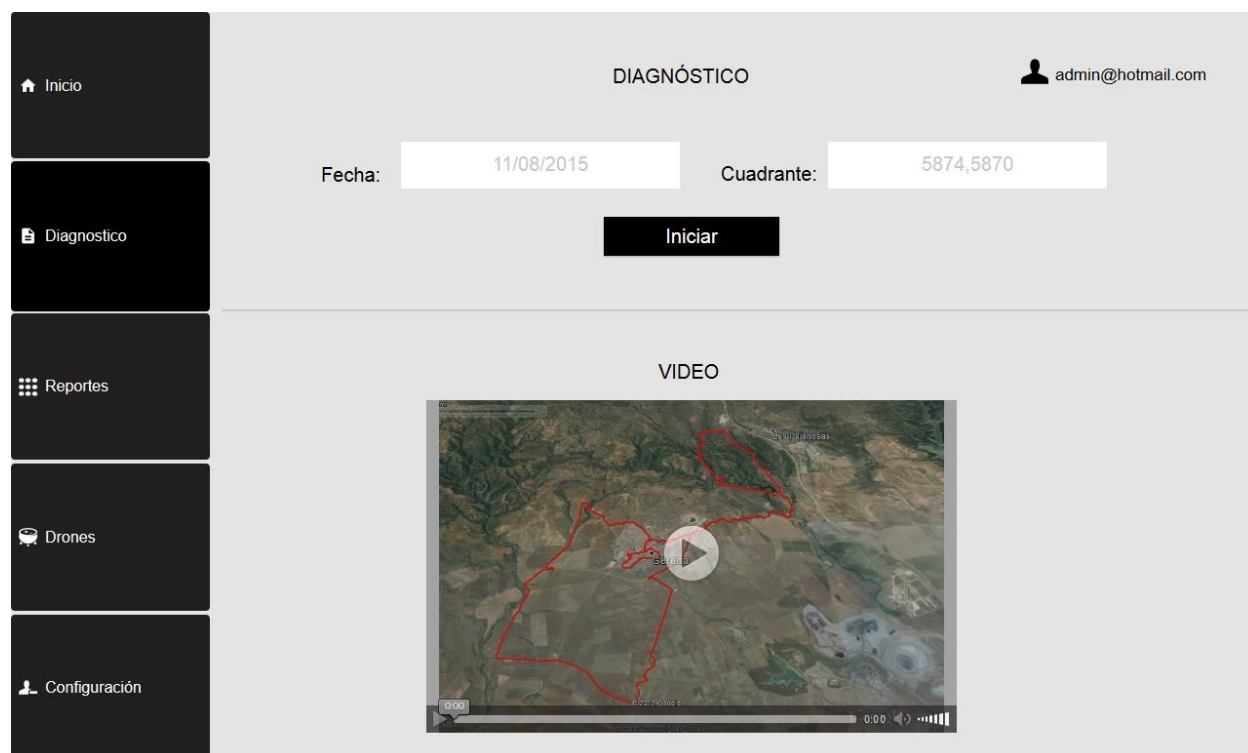 Inicio
Diagnostico
Reportes
Drones
Configuración
DIAGNÓSTICO
admin@hotmail.com
Fecha:
11/08/2015
Cuadrante:
5874,5870
Iniciar
VIDEO
Gerena
0:00
0:00